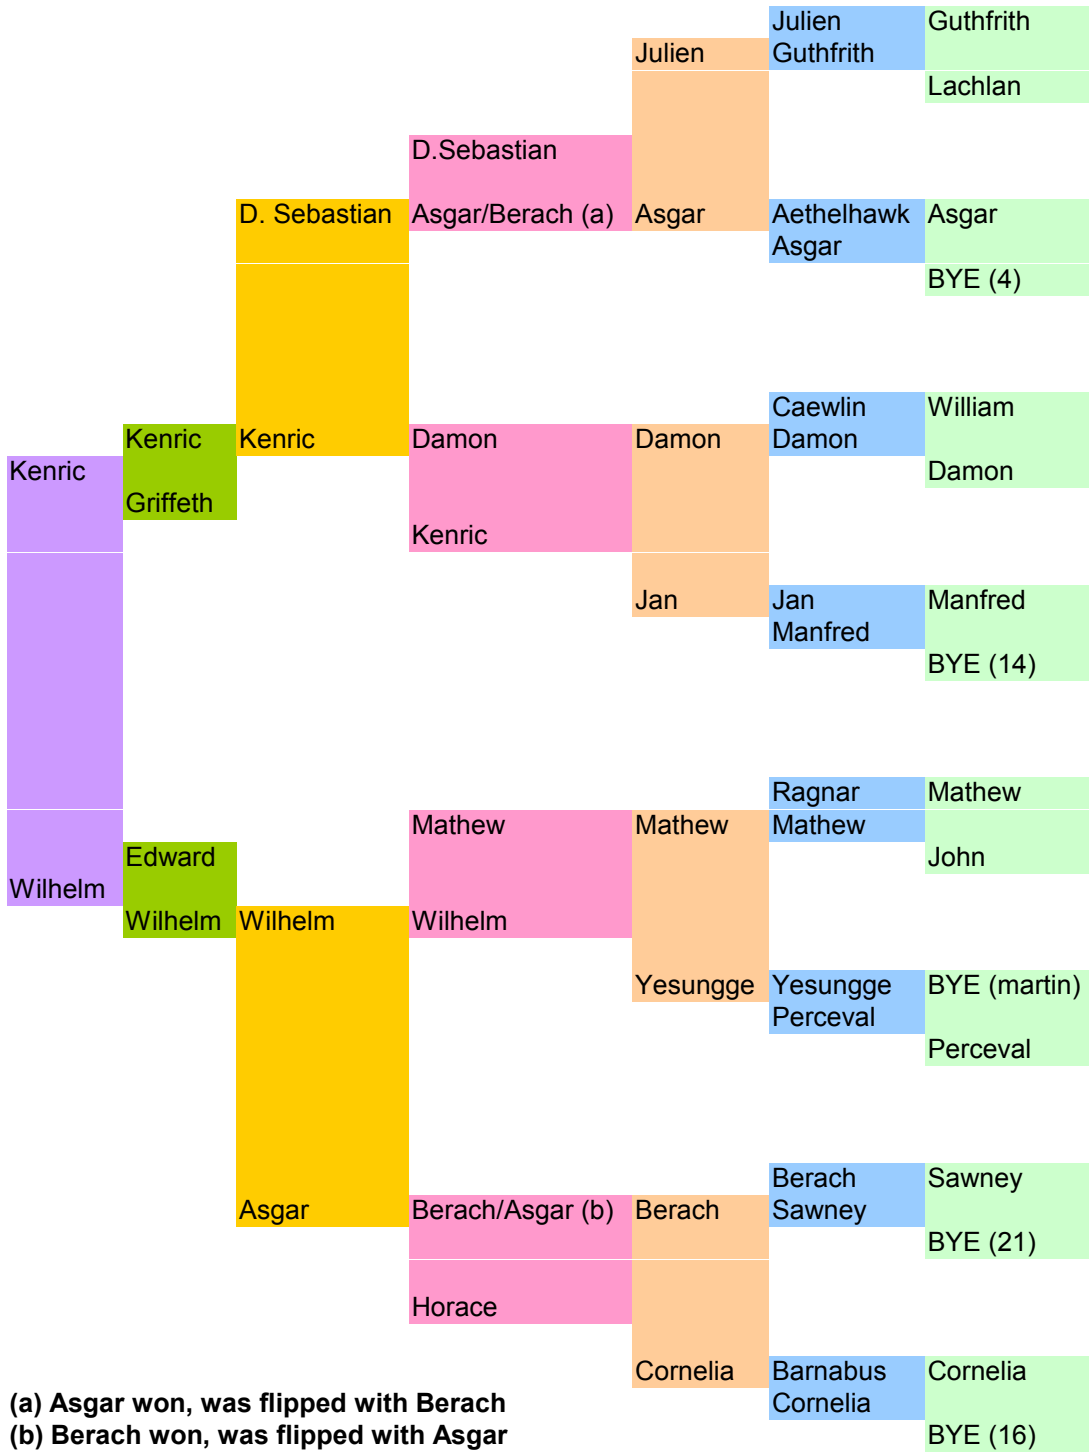 Julien Guthfrith
Julien Guthfrith
Lachlan
D.Sebastian
D. Sebastian Asgar/Berach (a) Asgar Aethelhawk Asgar
Asgar
BYE (4)
Caewlin William
Kenric Kenric Damon Damon Damon
Kenric Damon
Griffeth
Kenric
Jan Jan Manfred
Manfred
BYE (14)
Ragnar Mathew
Mathew Mathew Mathew
Edward John
Wilhelm
Wilhelm Wilhelm Wilhelm
Yesungge Yesungge BYE (martin)
Perceval
Perceval
Berach Sawney
Asgar Berach/Asgar (b) Berach Sawney
BYE (21)
Horace
Cornelia Barnabus Cornelia
(a) Asgar won, was flipped with Berach Cornelia
(b) Berach won, was flipped with Asgar BYE (16)